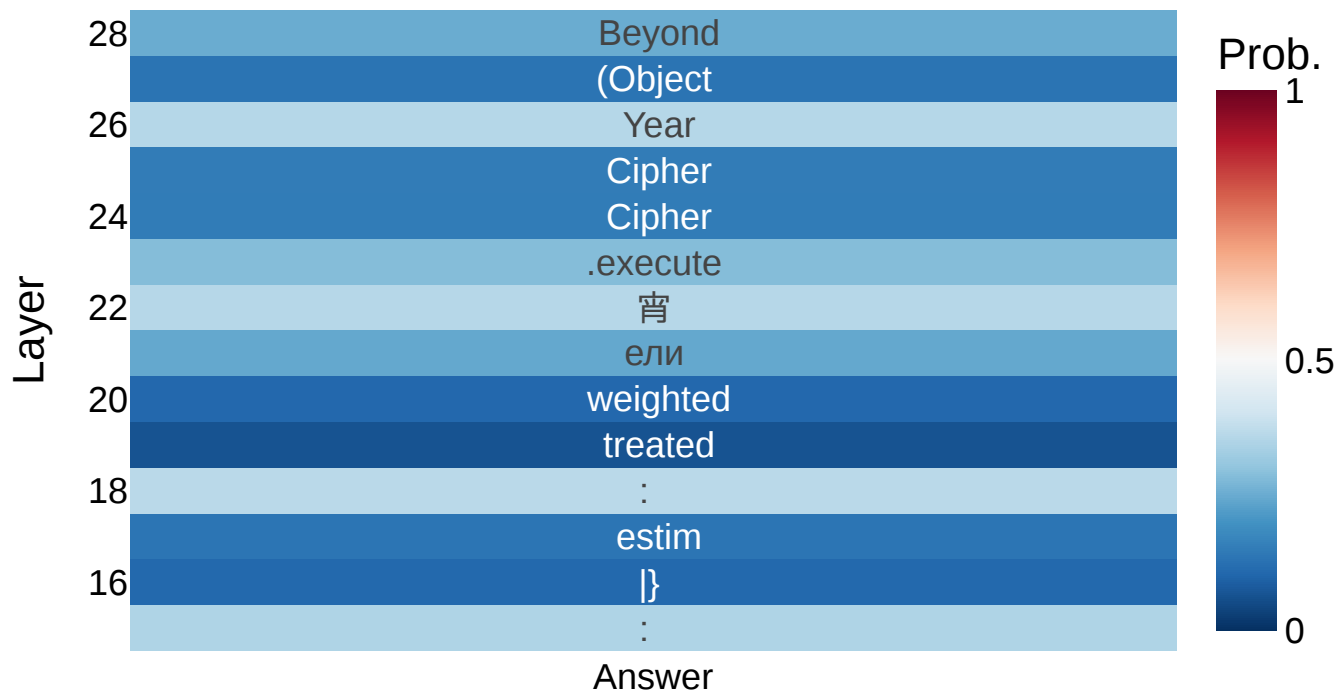 28
Beyond
(Object
26
Year
Cipher
24
Cipher
.execute
22
宵
ели
20
weighted
treated
18
:
estim
16
|}
:
Layer
Answer
Prob.
1
0.5
0